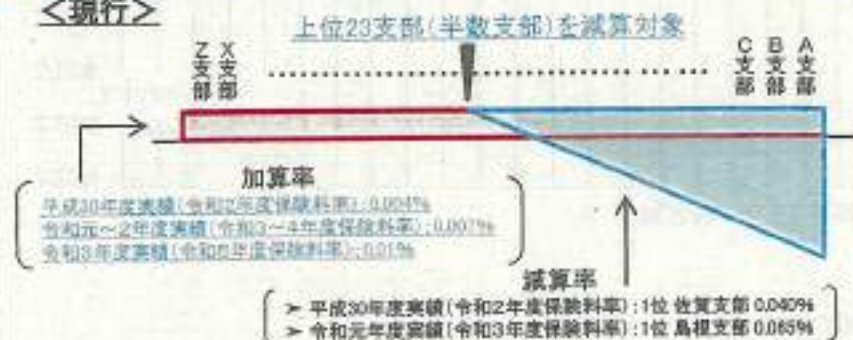 <現行>
上位23支部(半数支部)を減算対象
Z支部
X支部
C支部
B支部
A支部
加算率
平成30年度実績(令和2年度保険料率):0.004%
令和元~2年度実績(令和3~4年度保険料率):0.007%
令和3年度実績(令和5年度保険料率):0.01%
減算率
➢ 平成30年度実績(令和2年度保険料率):1位 佐賀支部 0.040%
➢ 令和元年度実績(令和3年度保険料率):1位 島根支部 0.065%